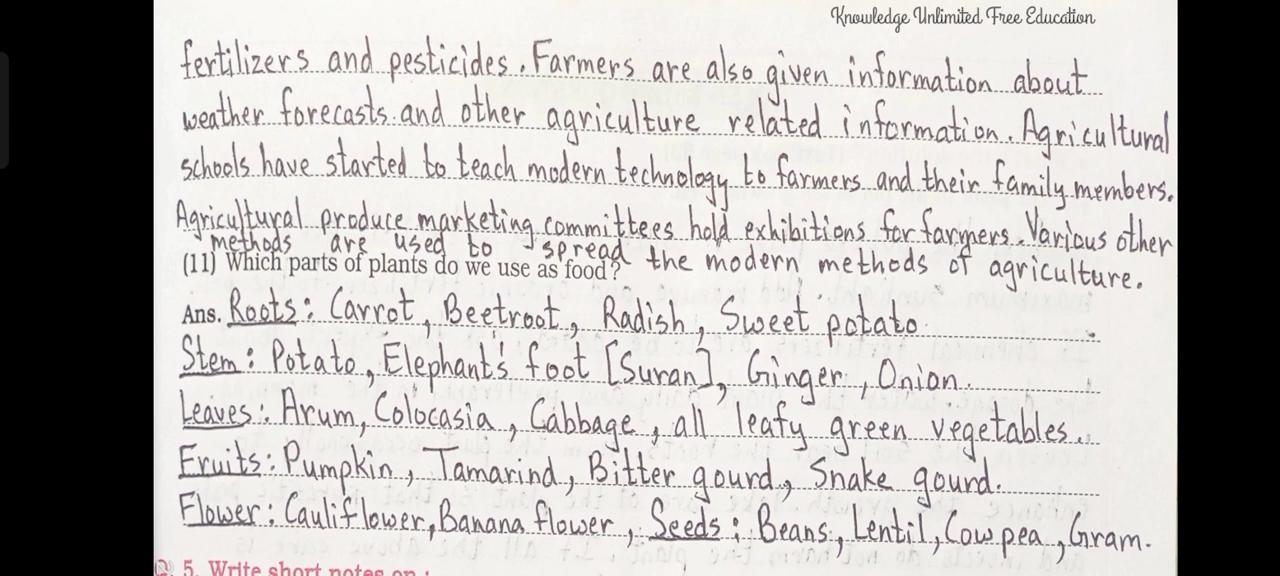 Knowledge Unlimited Free Education
fertilizers and pesticides. Farmers are also given information about
weather forecasts and other agriculture related information. Agricultural
schools have started to teach modern technology to farmers and their family members.
Agricultural produce marketing committees hold exhibitions for farmers. Various other
methods are used to spread the modern methods of agriculture.
(11) Which parts of plants do we use as food?
Ans. Roots: Carrot, Beetroot, Radish, Sweet potato.
Stem: Potato, Elephant's foot [Suran], Ginger, Onion.
Leaves: Arum, Colocasia, Cabbage, all leafy green vegetables.
Fruits: Pumpkin, Tamarind, Bitter gourd, Snake gourd.
Flower: Cauliflower, Banana flower, Seeds: Beans, Lentil, Cow pea, Gram.
Q. 5. Write short notes on: